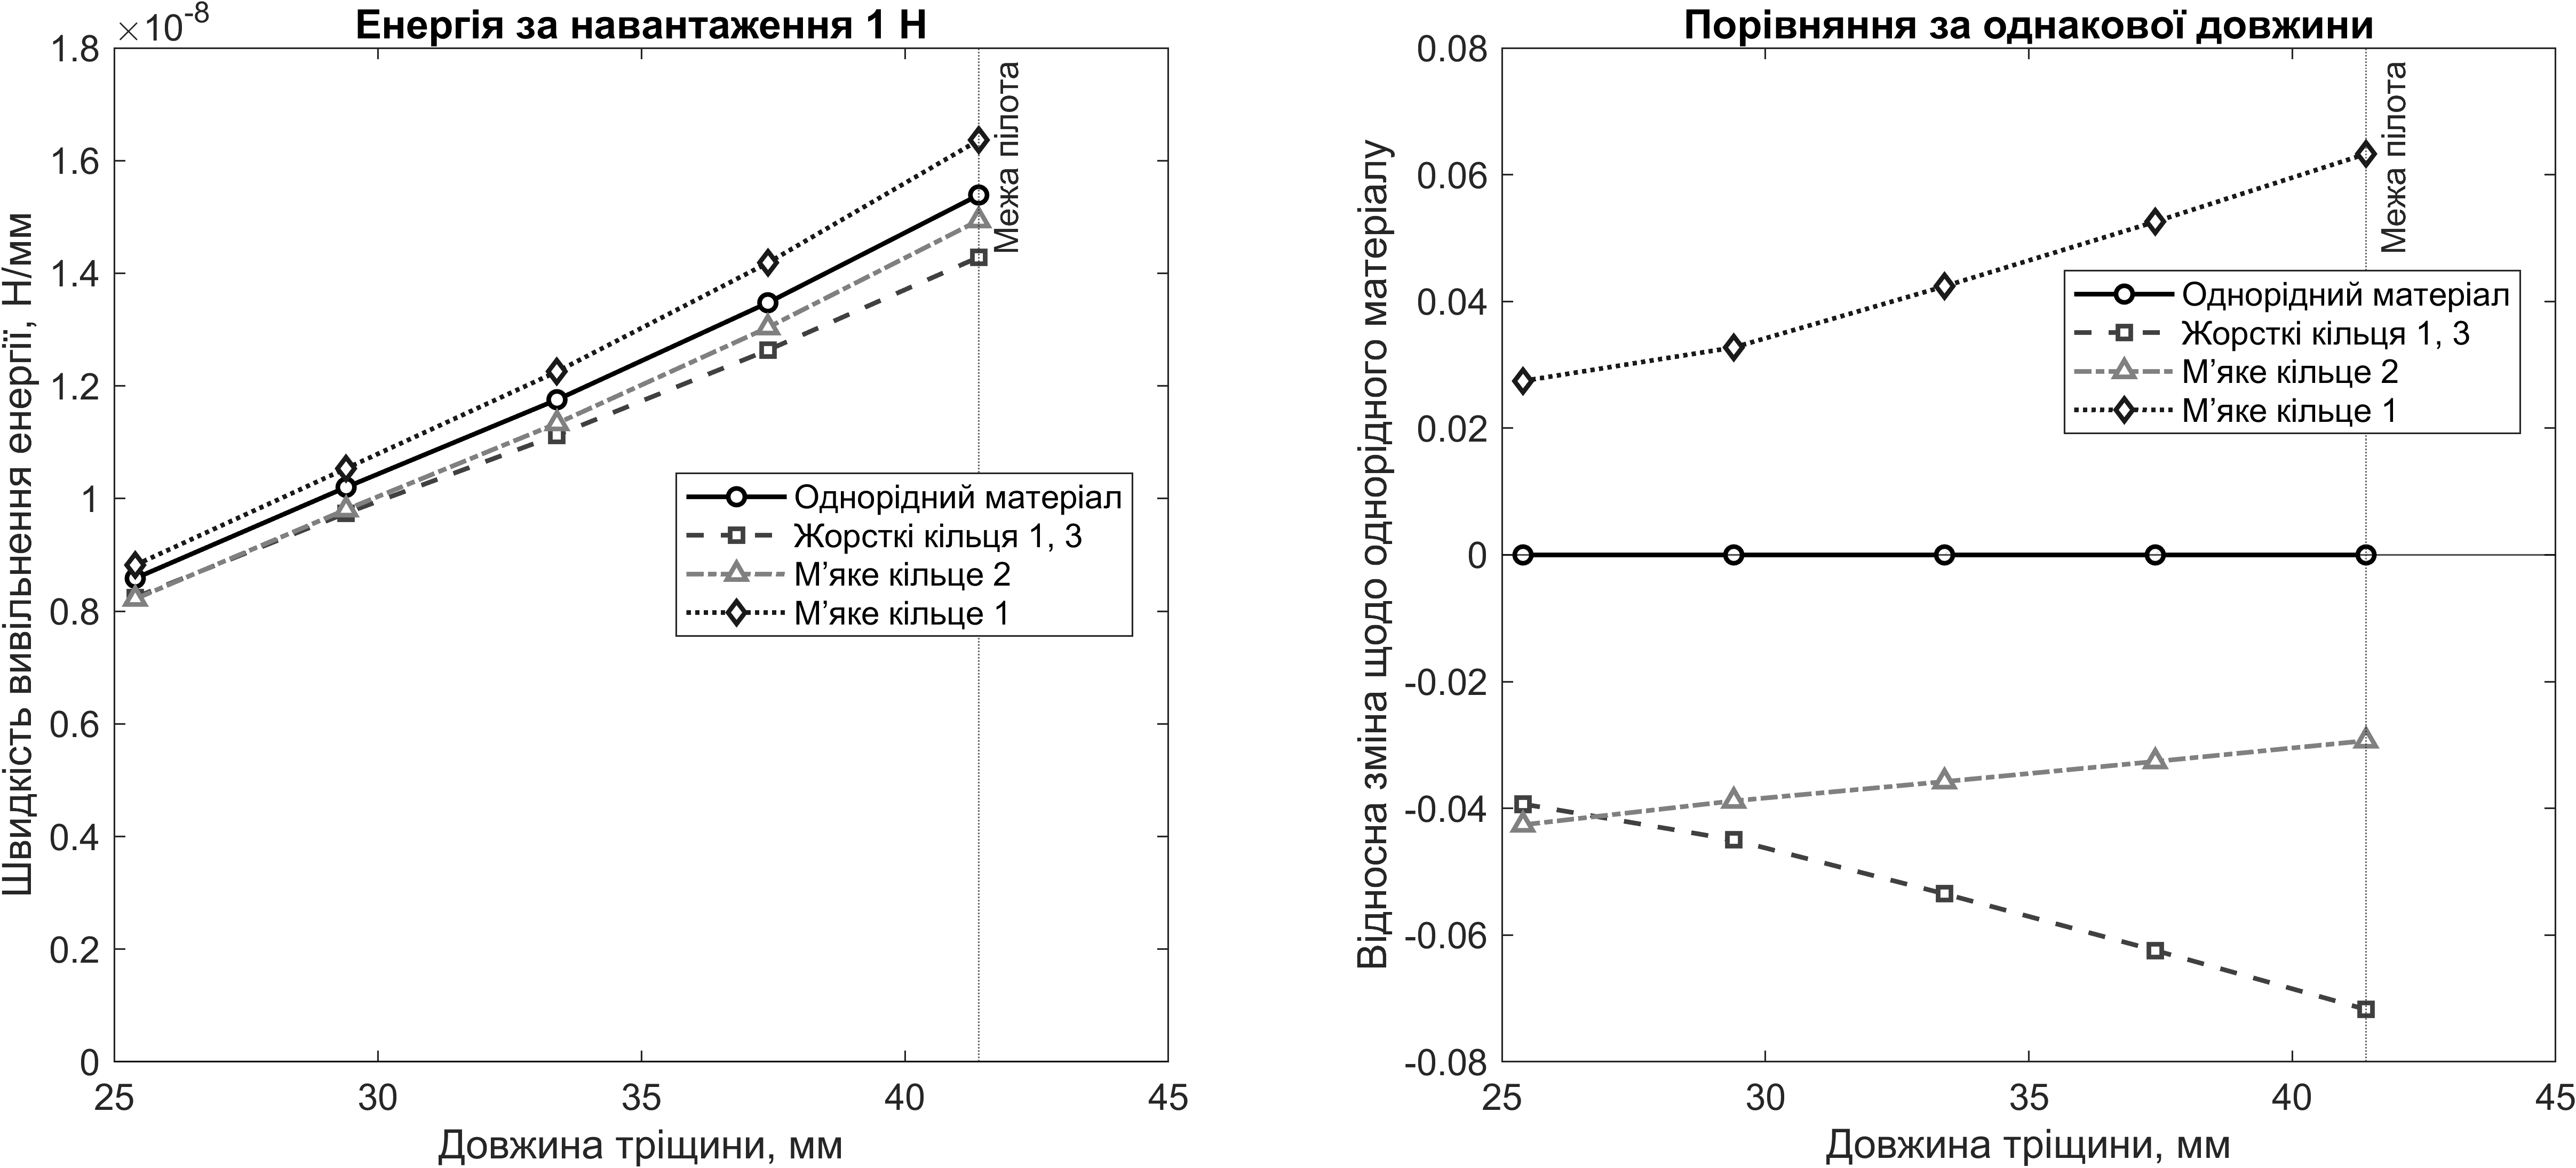 Енергія за навантаження 1 Н
×10-8
1.8
1.6
1.4
1.2
1
0.8
0.6
0.4
0.2
0
25
30
35
40
45
Довжина тріщини, мм
Швидкість вивільнення енергії, Н/мм
Межа пілота
Однорідний матеріал
Жорсткі кільця 1, 3
М’яке кільце 2
М’яке кільце 1
Порівняння за однакової довжини
0.08
0.06
0.04
0.02
0
-0.02
-0.04
-0.06
-0.08
25
30
35
40
45
Довжина тріщини, мм
Відносна зміна щодо однорідного матеріалу
Межа пілота
Однорідний матеріал
Жорсткі кільця 1, 3
М’яке кільце 2
М’яке кільце 1